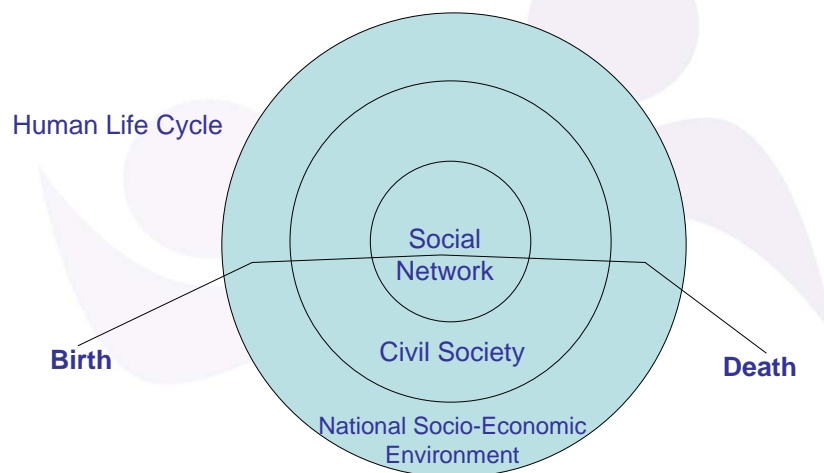 Human Life Cycle
Social
Network
Birth
Civil Society
Death
National Socio-Economic
Environment